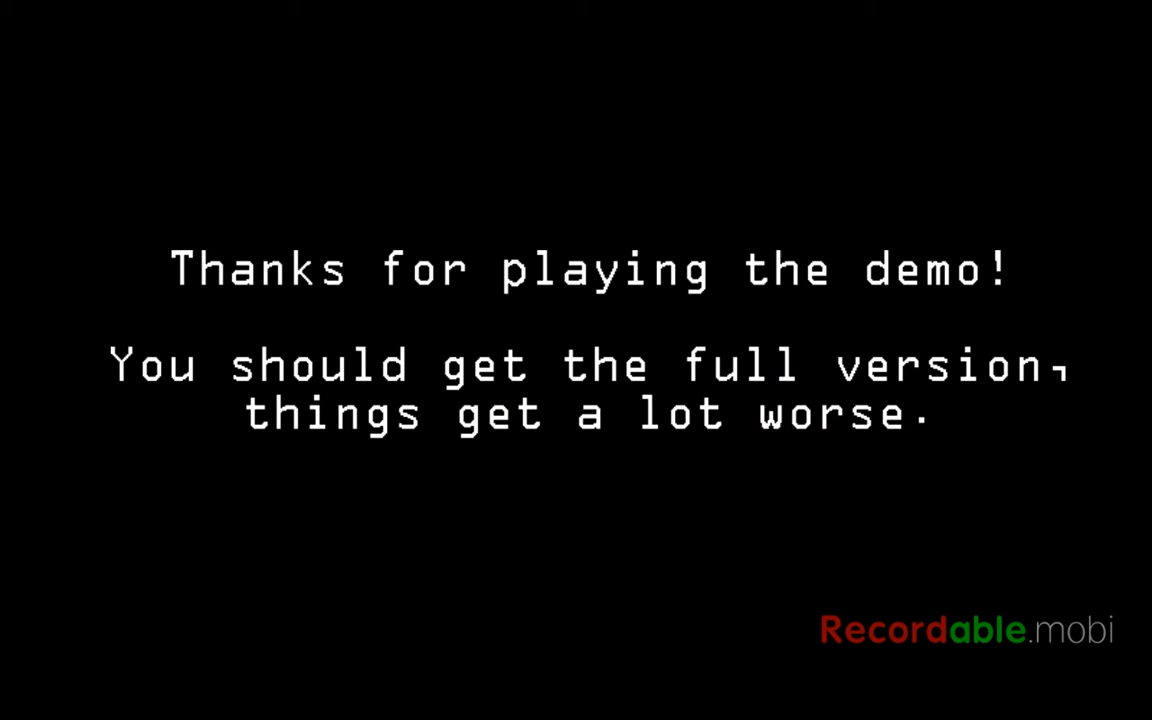 Thanks for playing the demo!
You should get the full version,
things get a lot worse.
Recordable.mobi